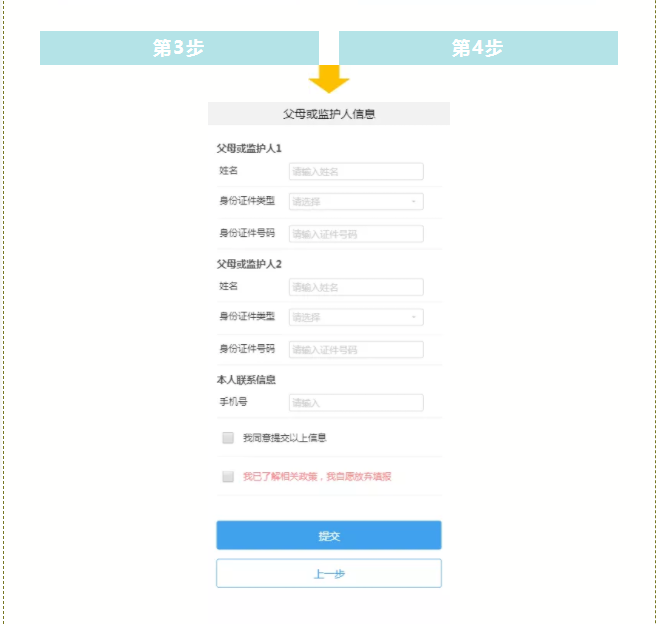 第3步
第4步
父母或监护人信息
父母或监护人1
姓名 请输入姓名
身份证件类型 请选择
身份证件号码 请输入证件号码
父母或监护人2
姓名 请输入姓名
身份证件类型 请选择
身份证件号码 请输入证件号码
本人联系信息
手机号 请输入
我同意提交以上信息
我已了解相关政策，我自愿放弃填报
提交
上一步